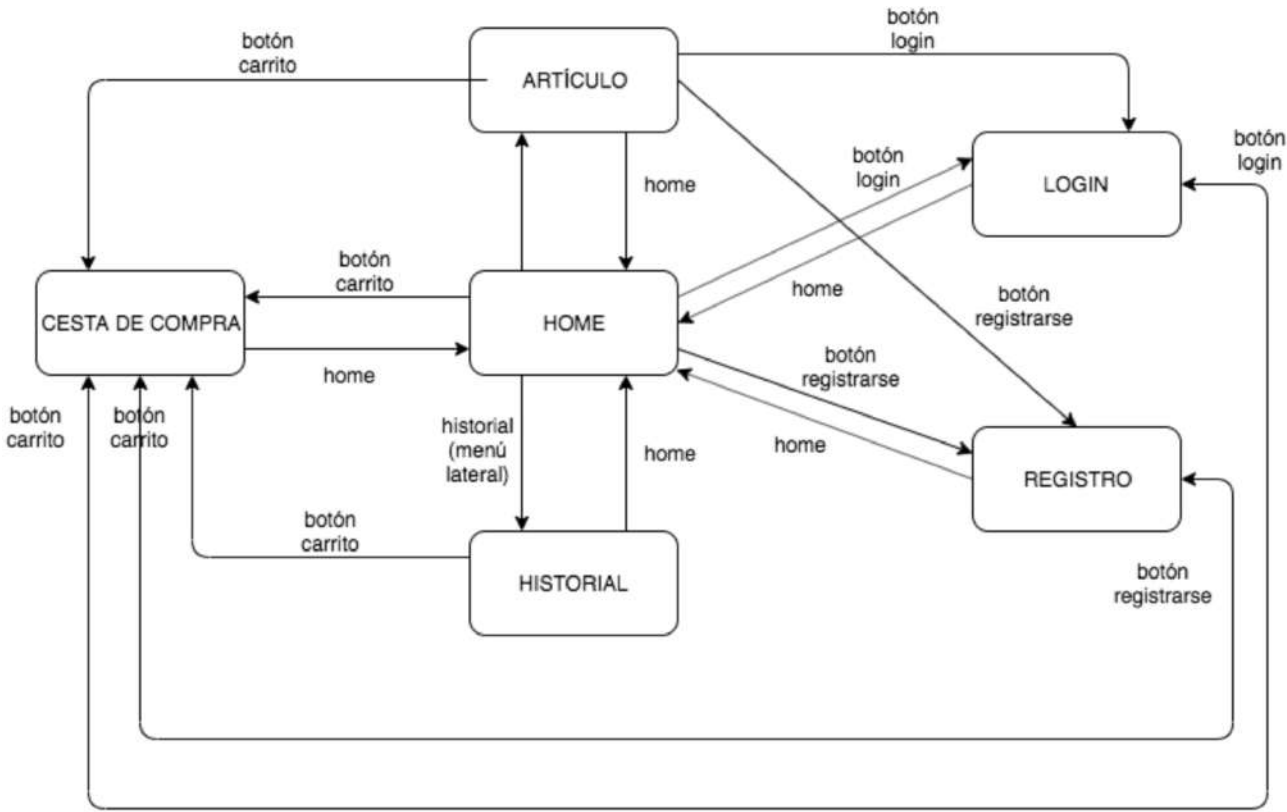 botón
login
botón
carrito
ARTÍCULO
botón
login
botón
login
home
LOGIN
botón
carrito
home
botón
registrarse
CESTA DE COMPRA
HOME
home
botón
registrarse
botón
carrito
botón
carrito
historial
(menú
lateral)
home
home
REGISTRO
botón
carrito
HISTORIAL
botón
registrarse